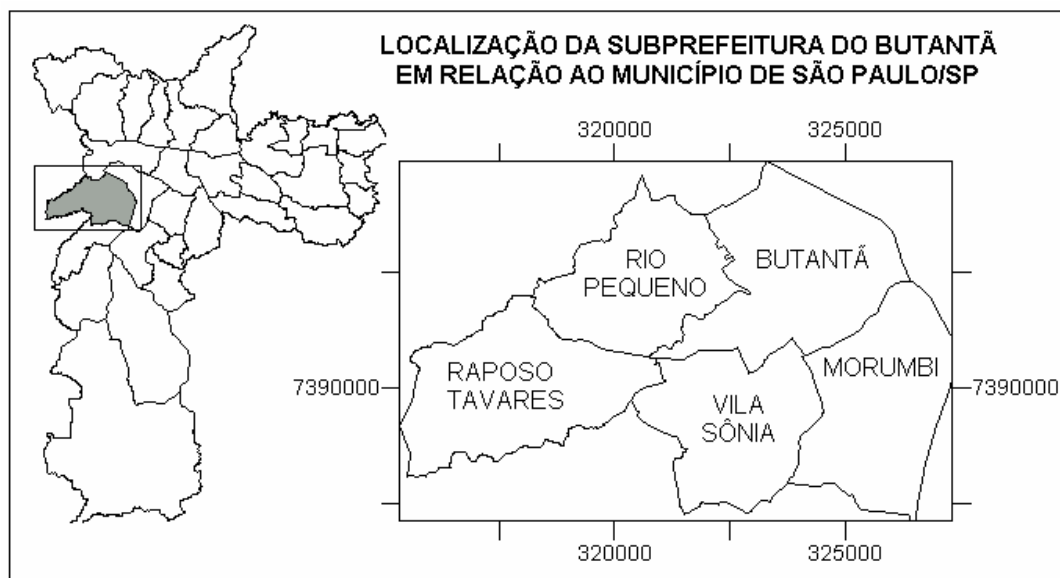 LOCALIZAÇÃO DA SUBPREFEITURA DO BUTANTÃ
EM RELAÇÃO AO MUNICÍPIO DE SÃO PAULO/SP
320000
325000
RIO
PEQUENO
BUTANTÃ
RAPOSO
TAVARES
MORUMBI
VILA
SÔNIA
7390000
7390000
320000
325000